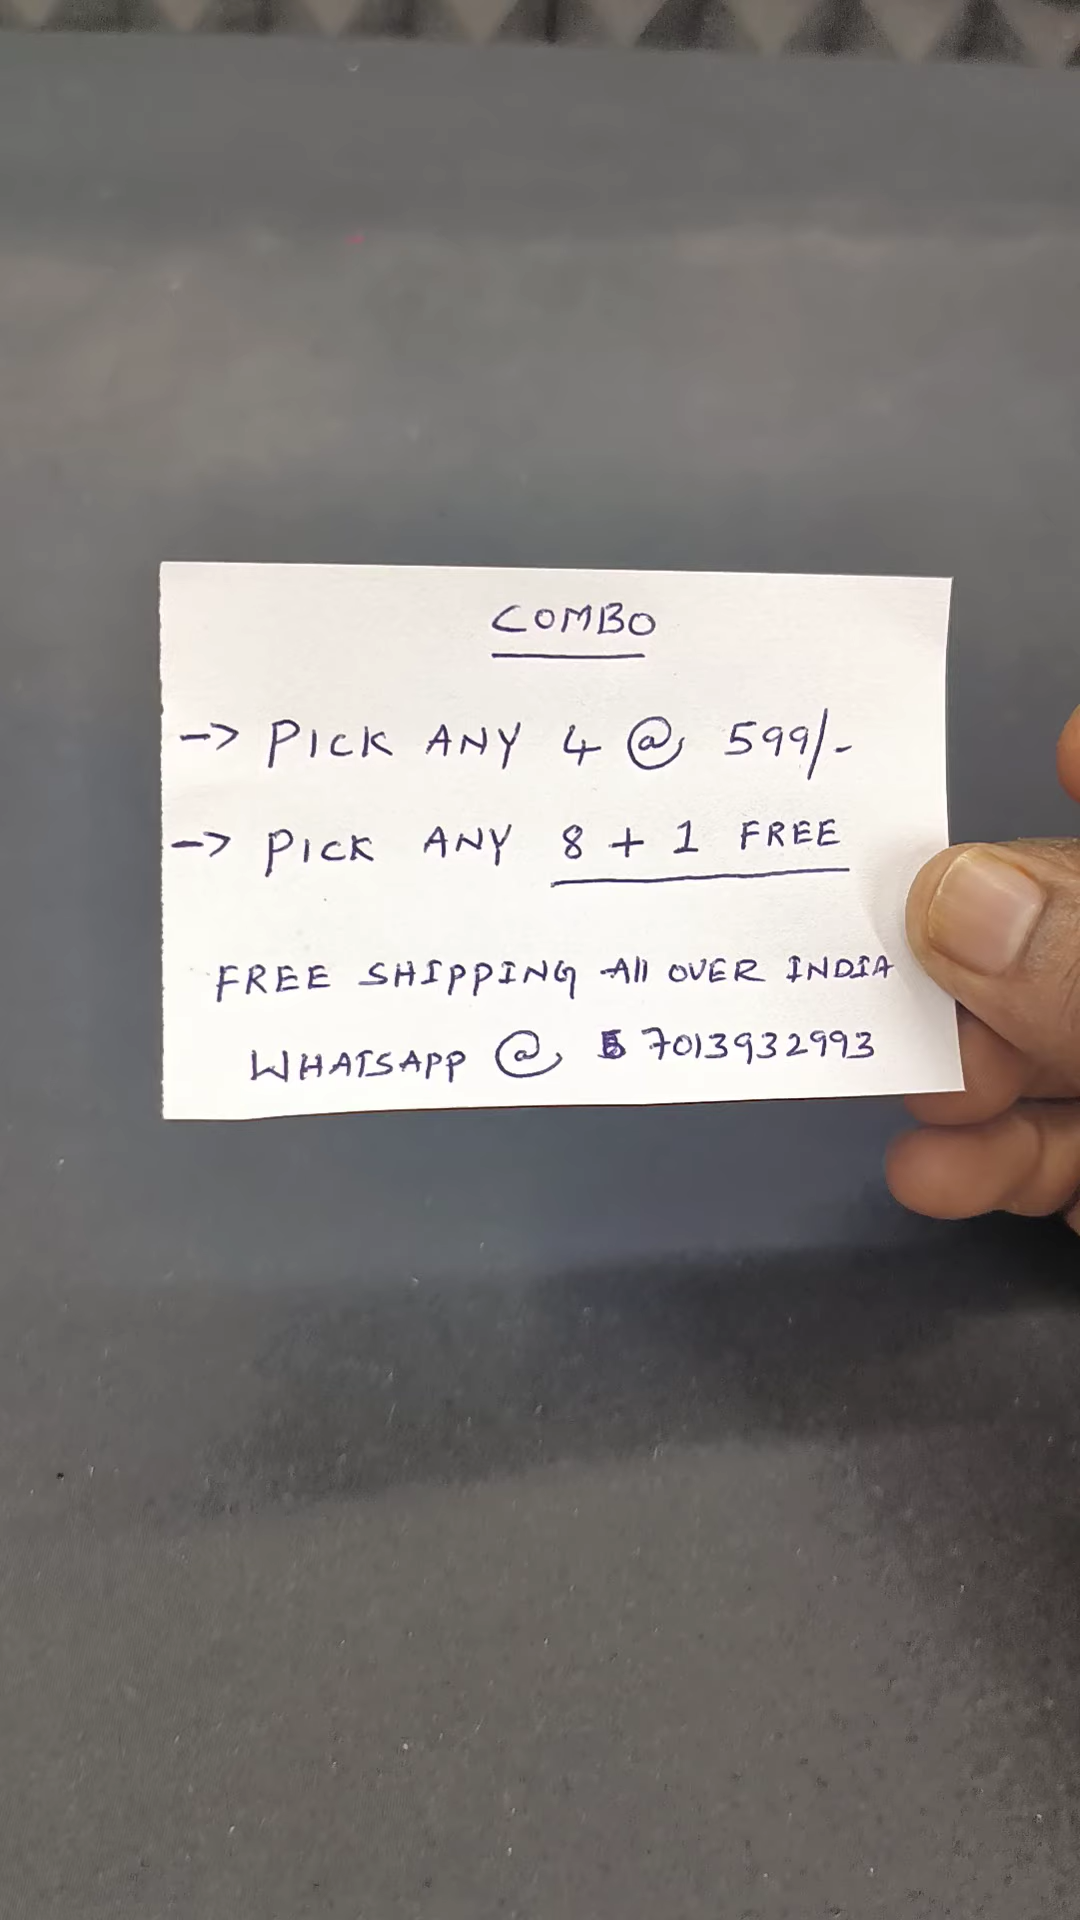 COMBO
-> PICK ANY 4 @ 599/-
-> PICK ANY 8 + 1 FREE
FREE SHIPPING All OVER INDIA
WHATSAPP @ 7013932993